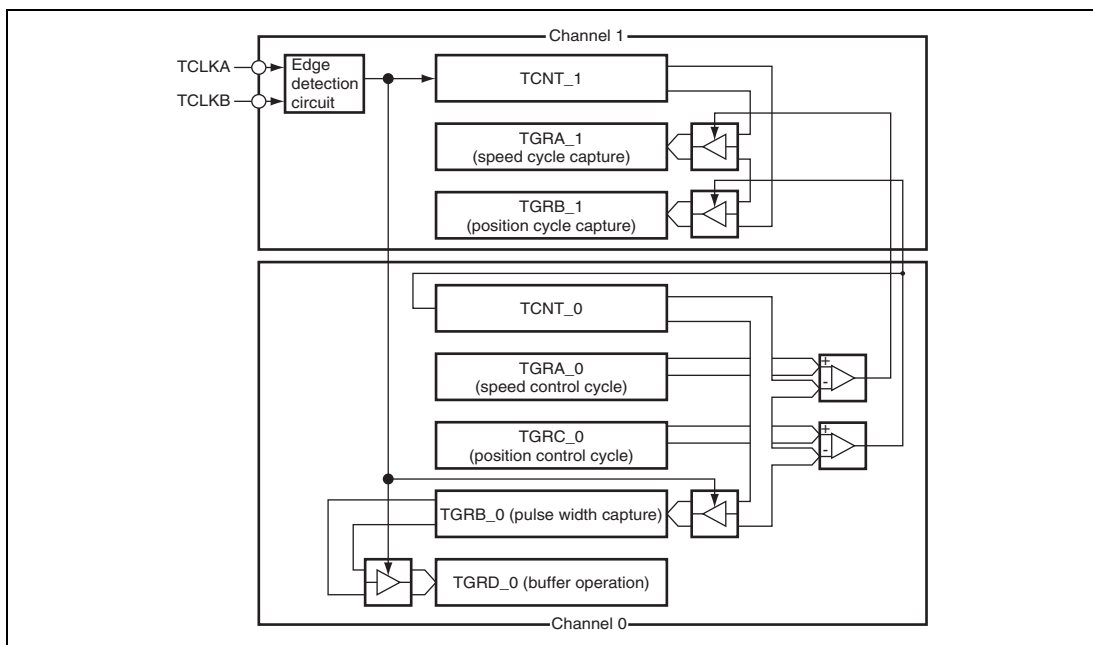 Channel 1
TCLKA
TCLKB
Edge
detection
circuit
TCNT_1
TGRA_1
(speed cycle capture)
TGRB_1
(position cycle capture)
TCNT_0
TGRA_0
(speed control cycle)
+
-
TGRC_0
(position control cycle)
+
-
TGRB_0 (pulse width capture)
TGRD_0 (buffer operation)
Channel 0